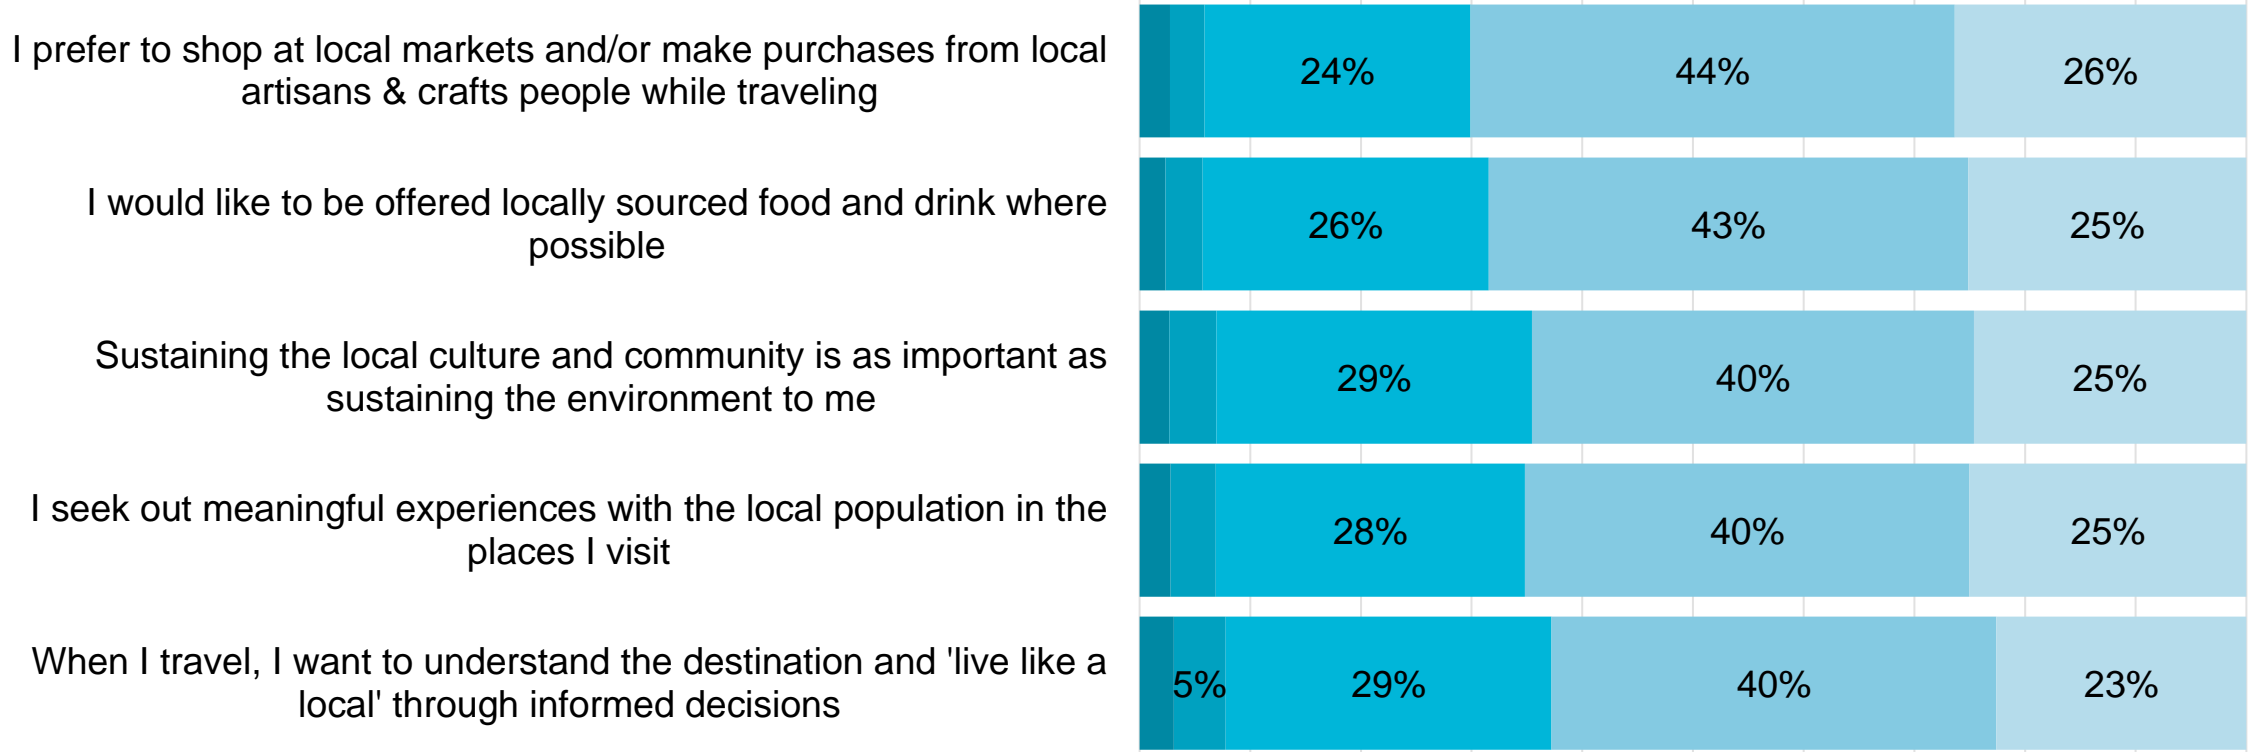 I prefer to shop at local markets and/or make purchases from local
artisans & crafts people while traveling
24% 44% 26%
I would like to be offered locally sourced food and drink where
possible
26% 43% 25%
Sustaining the local culture and community is as important as
sustaining the environment to me
29% 40% 25%
I seek out meaningful experiences with the local population in the
places I visit
28% 40% 25%
When I travel, I want to understand the destination and 'live like a
local' through informed decisions
5% 29% 40% 23%